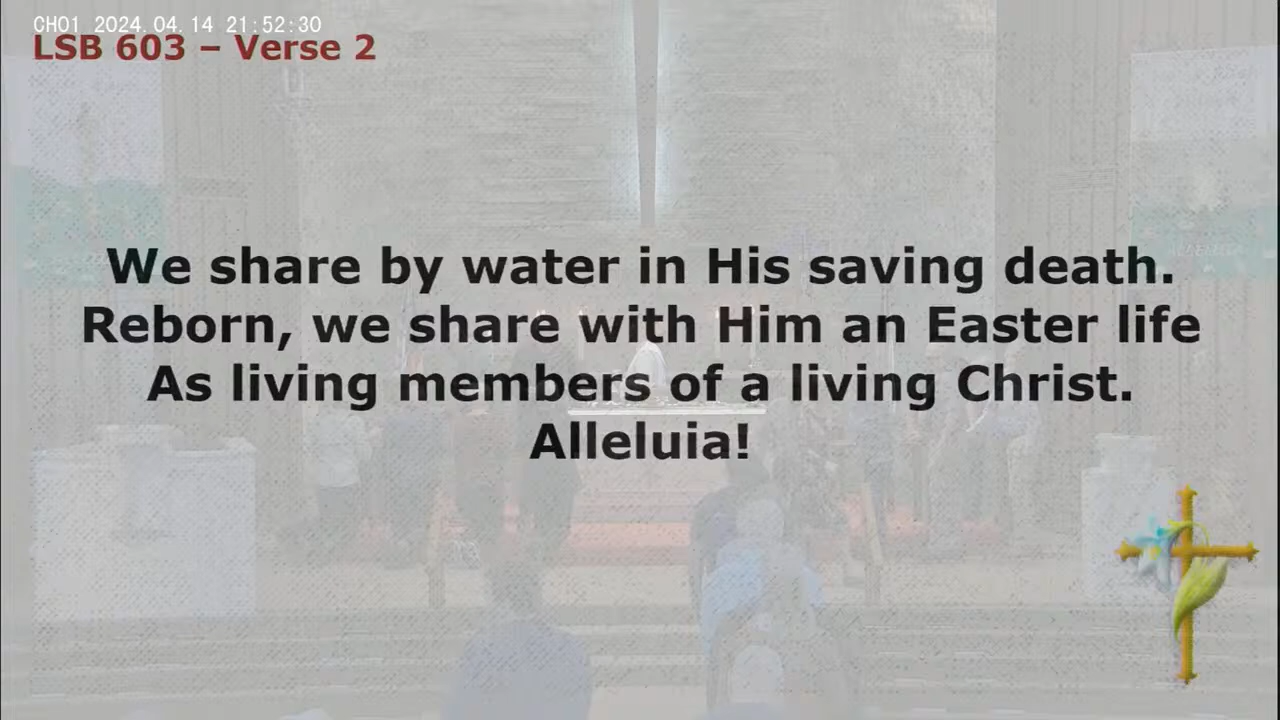 CH01 2024.04.14 21:52:30
LSB 603 – Verse 2
We share by water in His saving death.
Reborn, we share with Him an Easter life
As living members of a living Christ.
Alleluia!